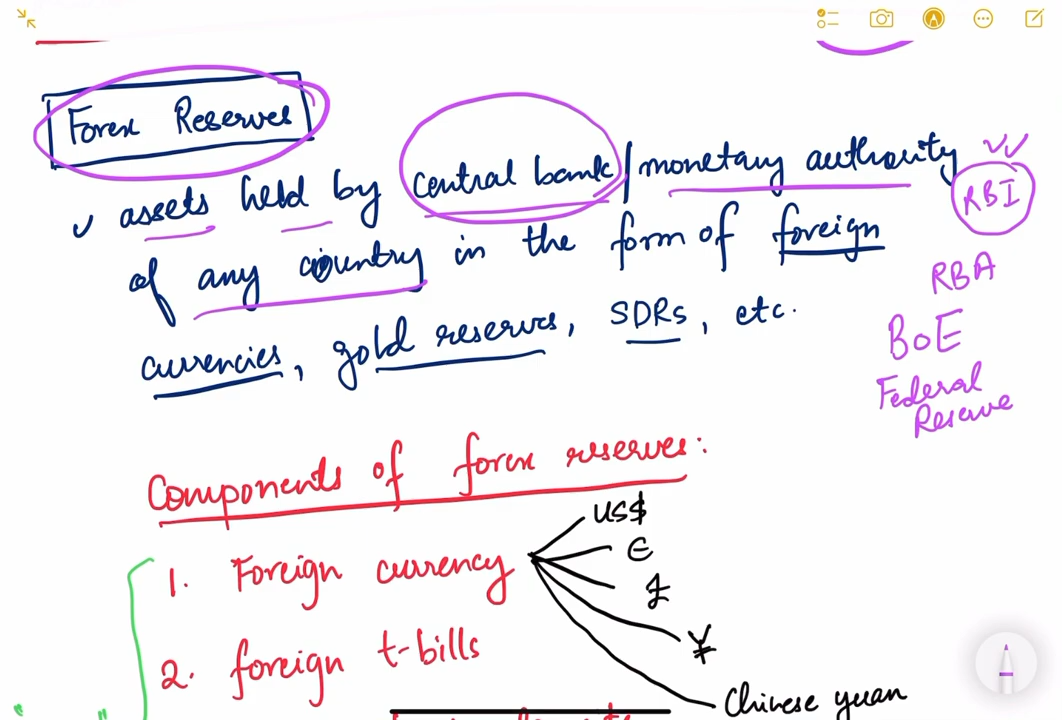 Forex Reserves
✓ assets held by central bank/monetary authority
RBI
of any country in the form of foreign
RBA
currencies, gold reserves, SDRs, etc.
BoE
Federal
Reserve
Components of forex reserves:
US$
1. Foreign currency
€
£
¥
2. foreign t-bills
Chinese yuan